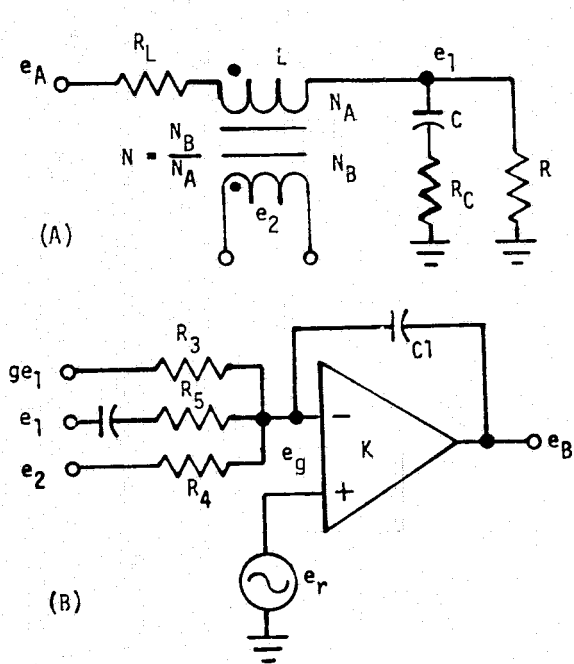 e_A
R_L
L
e_1
N_A
C
N = N_B / N_A
N_B
R_C
R
e_2
(A)
R_3
C1
ge_1
R_5
e_1
e_g
K
e_B
e_2
R_4
−
+
e_r
(B)